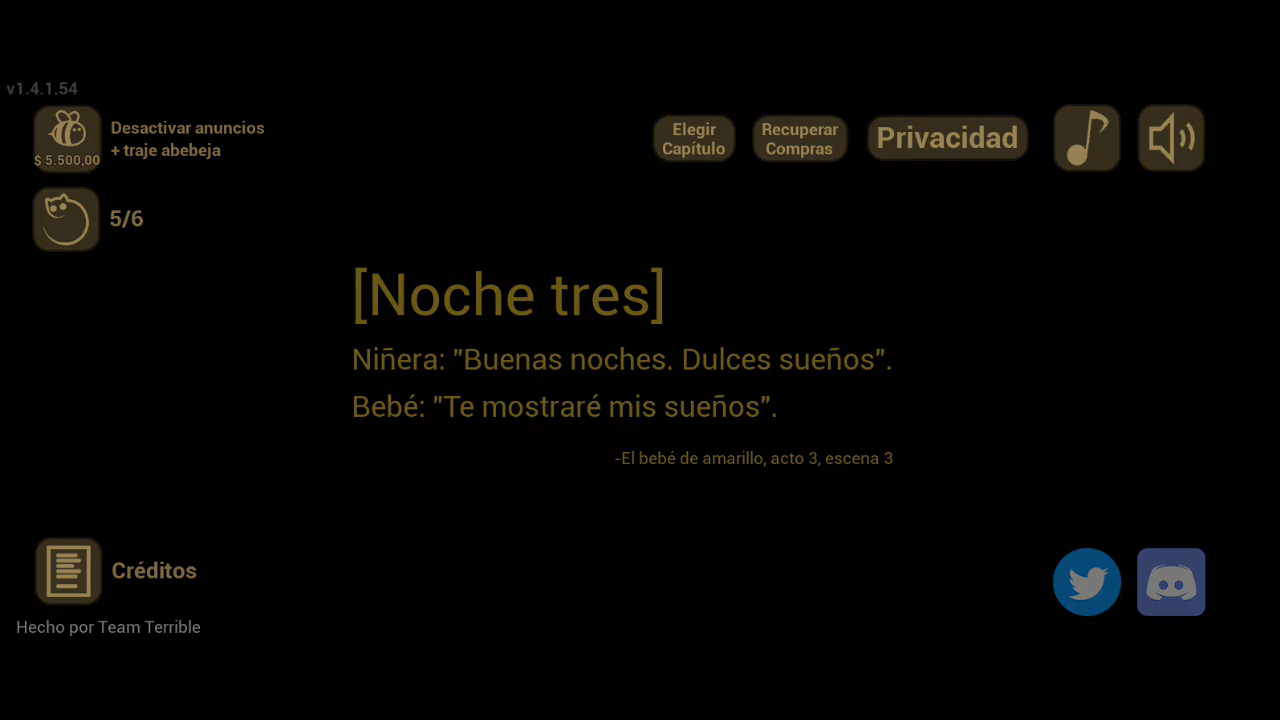 v1.4.1.54
$ 5.500,00
Desactivar anuncios
+ traje abebeja
Elegir
Capítulo
Recuperar
Compras
Privacidad
5/6
[Noche tres]
Niñera: "Buenas noches. Dulces sueños".
Bebé: "Te mostraré mis sueños".
-El bebé de amarillo, acto 3, escena 3
Créditos
Hecho por Team Terrible